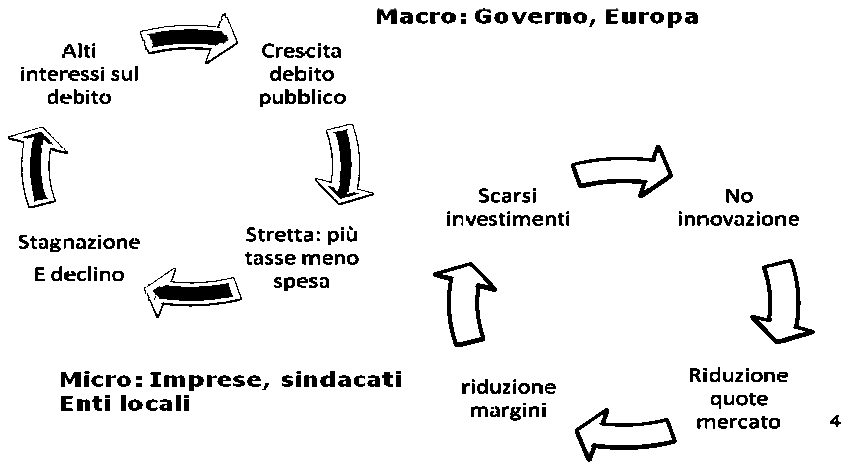 Macro: Governo, Europa
Alti
interessi sul
debito
Crescita
debito
pubblico
Stretta: più
tasse meno
spesa
Stagnazione
E declino
Scarsi
investimenti
No
innovazione
Riduzione
quote
mercato
riduzione
margini
Micro: Imprese, sindacati
Enti locali
4